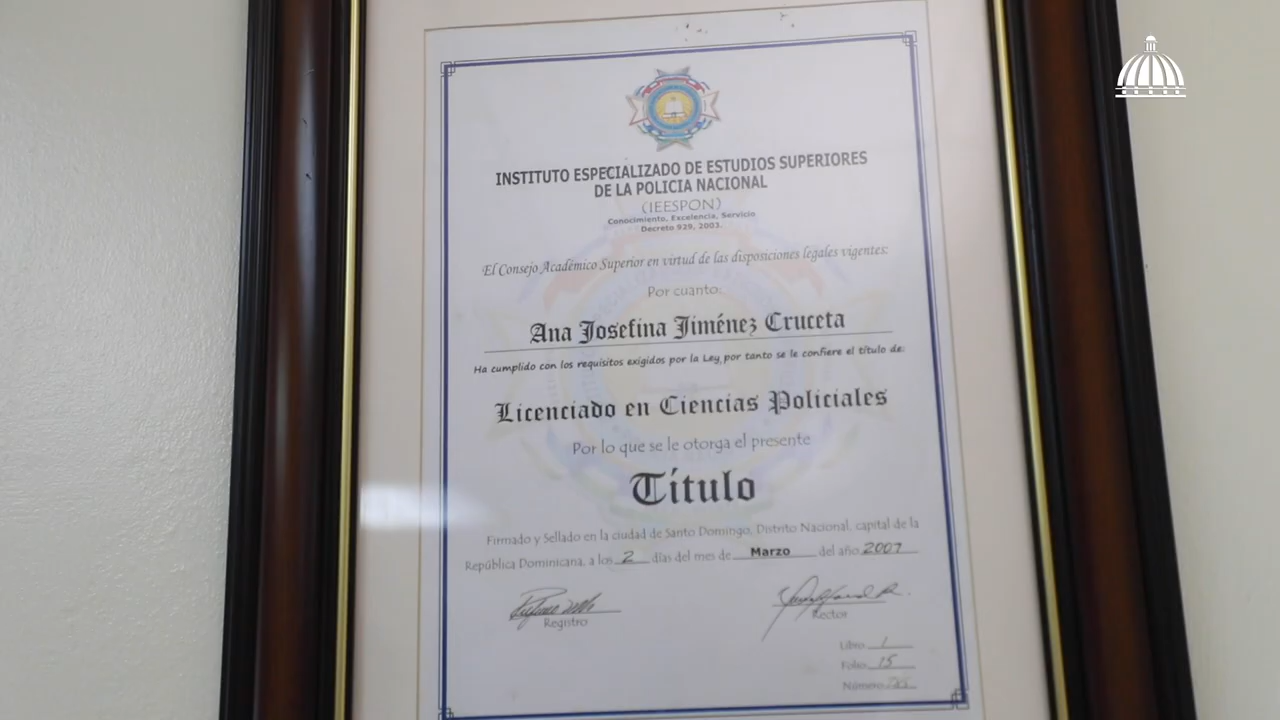 INSTITUTO ESPECIALIZADO DE ESTUDIOS SUPERIORES
DE LA POLICIA NACIONAL
(IEESPON)
Conocimiento, Excelencia, Servicio
Decreto 929, 2003.
El Consejo Académico Superior en virtud de las disposiciones legales vigentes:
Por cuanto:
Ana Josefina Jiménez Cruceta
Ha cumplido con los requisitos exigidos por la Ley, por tanto se le confiere el título de:
Licenciado en Ciencias Policiales
Por lo que se le otorga el presente
Título
Firmado y Sellado en la ciudad de Santo Domingo, Distrito Nacional, capital de la
República Dominicana, a los 2 días del mes de Marzo del año 2007
Registro
Rector
Libro 1
Folio 15
Número